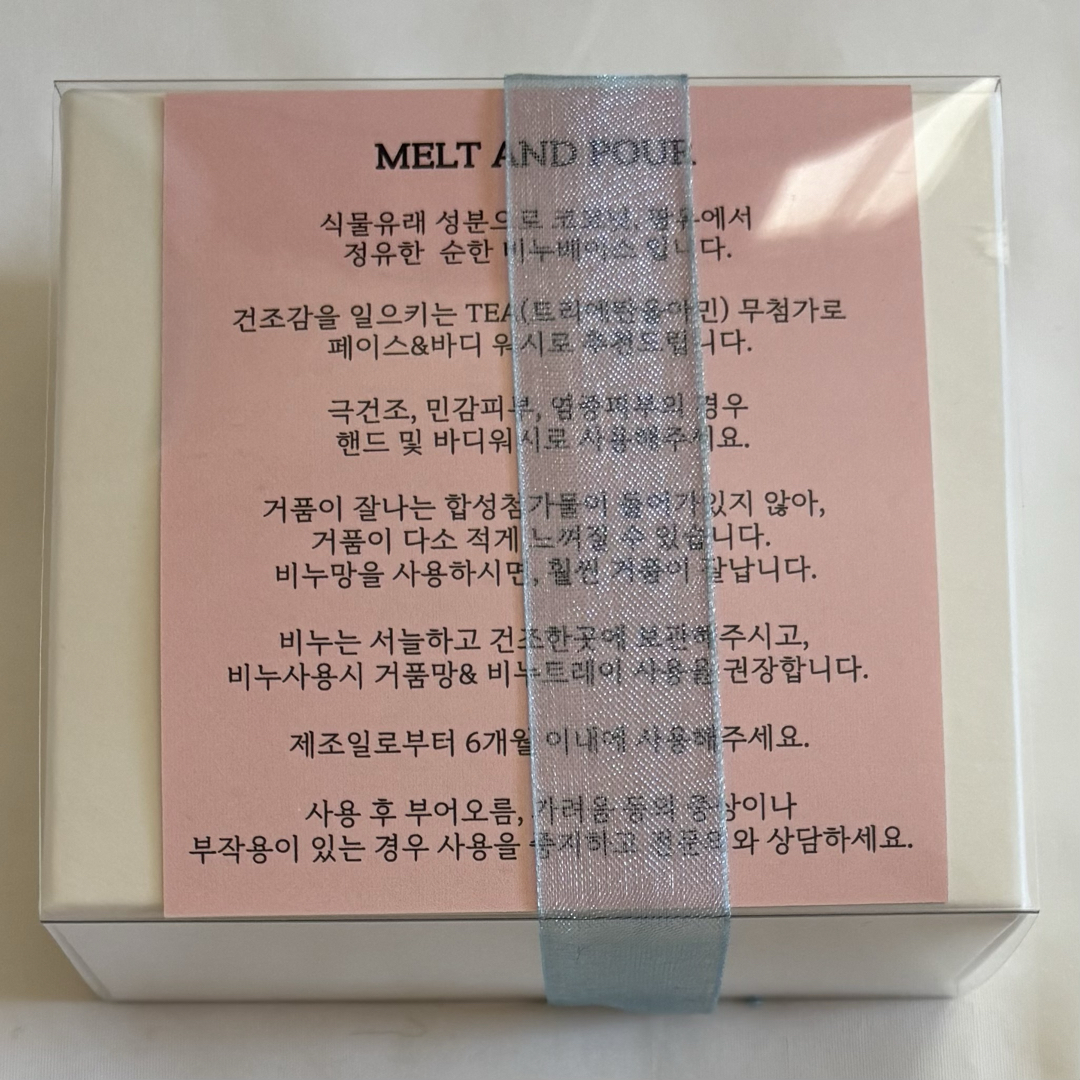 MELT AND POUR
식물유래 성분으로 코코넛, 팜유에서
정유한 순한 비누베이스 입니다.
건조감을 일으키는 TEA(트리에탄올아민) 무첨가로
페이스&바디 워시로 추천드립니다.
극건조, 민감피부, 염증피부의 경우
핸드 및 바디워시로 사용해주세요.
거품이 잘나는 합성첨가물이 들어가있지 않아,
거품이 다소 적게 느껴질 수 있습니다.
비누망을 사용하시면, 훨씬 거품이 잘납니다.
비누는 서늘하고 건조한곳에 보관해주시고,
비누사용시 거품망& 비누트레이 사용을 권장합니다.
제조일로부터 6개월 이내에 사용해주세요.
사용 후 부어오름, 가려움 등의 증상이나
부작용이 있는 경우 사용을 중지하고 전문의와 상담하세요.